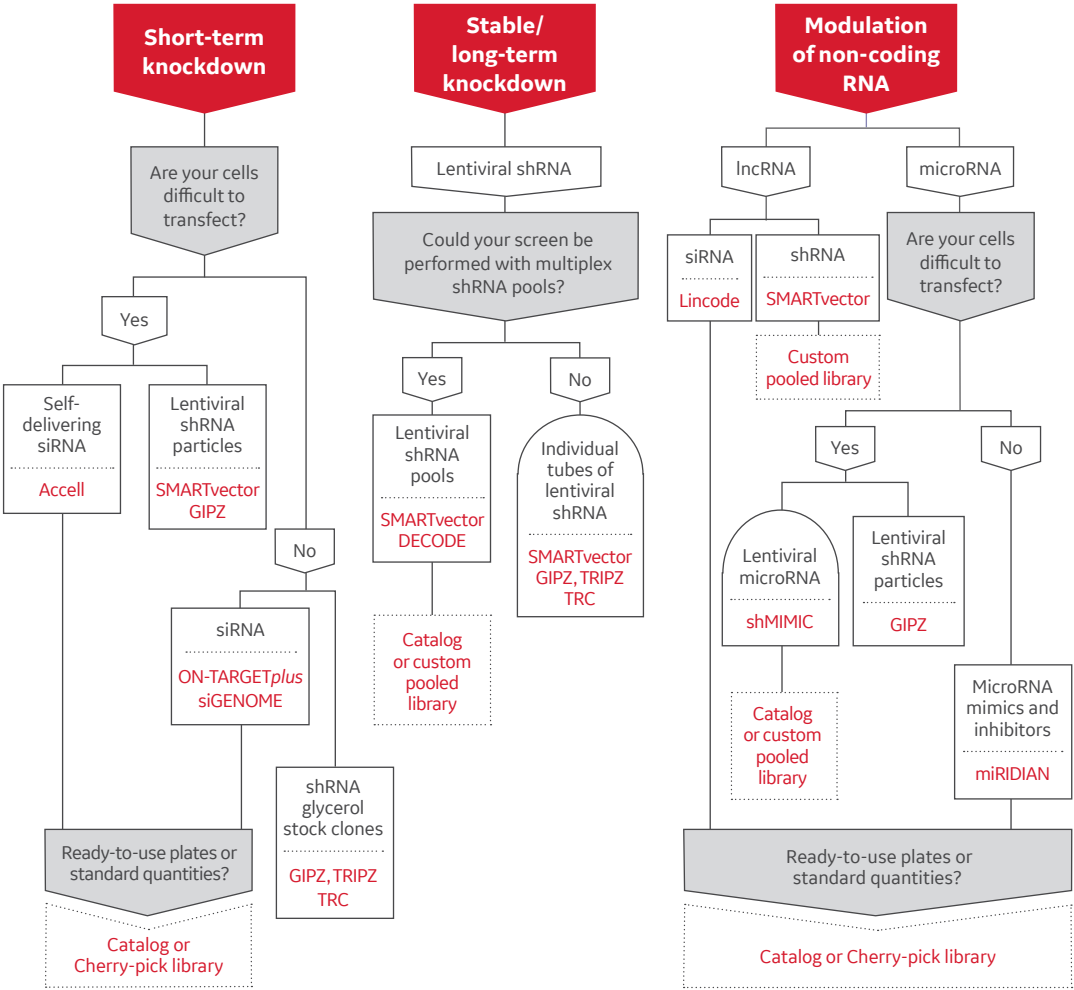 Short-term
knockdown
Are your cells
difficult to
transfect?
Yes
Self-
delivering
siRNA
Accell
Lentiviral
shRNA
particles
SMARTvector
GIPZ
No
siRNA
ON-TARGETplus
siGENOME
shRNA
glycerol
stock clones
GIPZ, TRIPZ
TRC
Ready-to-use plates or
standard quantities?
Catalog or
Cherry-pick library
Stable/
long-term
knockdown
Lentiviral shRNA
Could your screen be
performed with multiplex
shRNA pools?
Yes
Lentiviral
shRNA
pools
SMARTvector
DECODE
Catalog
or custom
pooled
library
No
Individual
tubes of
lentiviral
shRNA
SMARTvector
GIPZ, TRIPZ
TRC
Modulation
of non-coding
RNA
lncRNA
siRNA
Lincode
shRNA
SMARTvector
Custom
pooled library
microRNA
Are your cells
difficult to
transfect?
Yes
Lentiviral
microRNA
shMIMIC
Catalog
or custom
pooled
library
Lentiviral
shRNA
particles
GIPZ
No
MicroRNA
mimics and
inhibitors
miRIDIAN
Ready-to-use plates or
standard quantities?
Catalog or Cherry-pick library